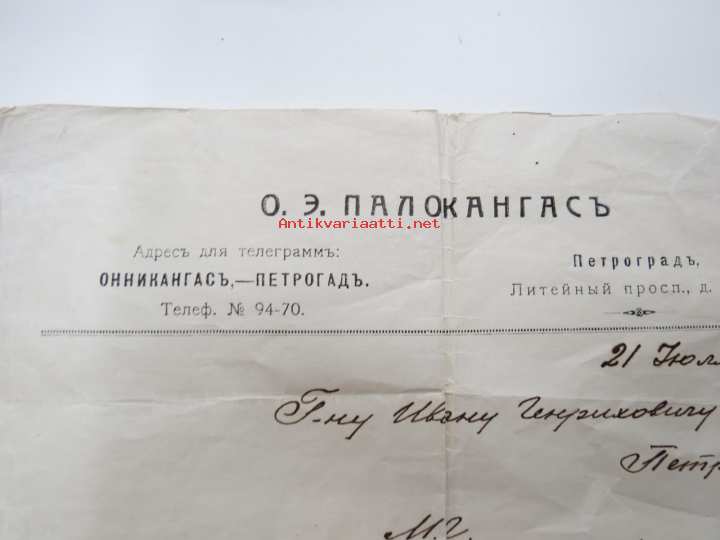 О. Э. ПАЛОКАНГАСЪ
Antikvariaatti.net
Адресъ для телеграммъ:
ОННИКАНГАСЪ,—ПЕТРОГАДЪ.
Телеф. № 94-70.
Петроградъ,
Литейный просп., д.
21 Июл
Г-ну Ивану Генриховичу
Петр
М.Г.